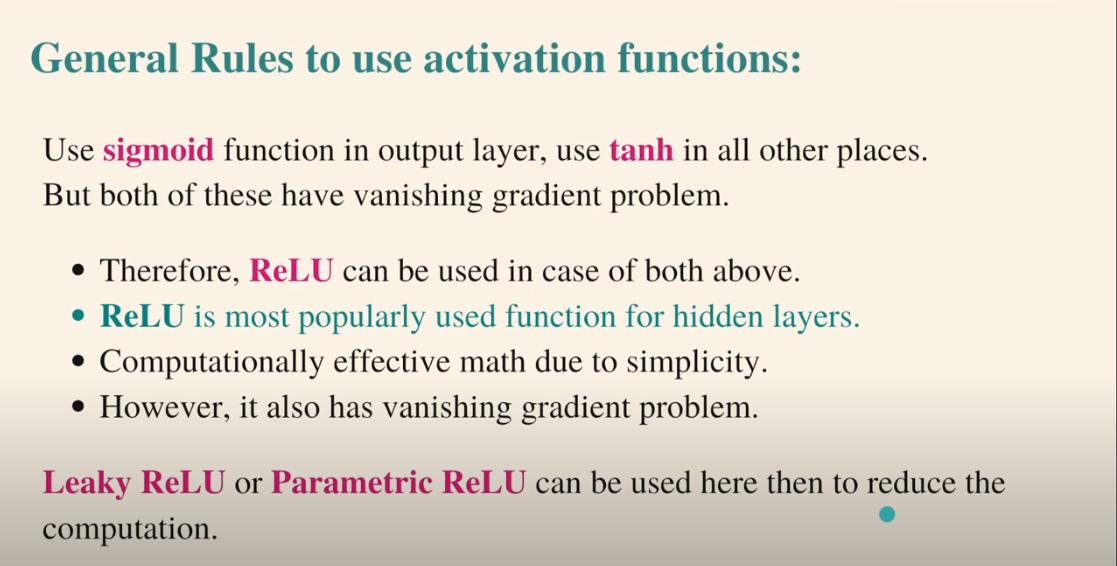 General Rules to use activation functions:
Use sigmoid function in output layer, use tanh in all other places.
But both of these have vanishing gradient problem.
• Therefore, ReLU can be used in case of both above.
• ReLU is most popularly used function for hidden layers.
• Computationally effective math due to simplicity.
• However, it also has vanishing gradient problem.
Leaky ReLU or Parametric ReLU can be used here then to reduce the
computation.